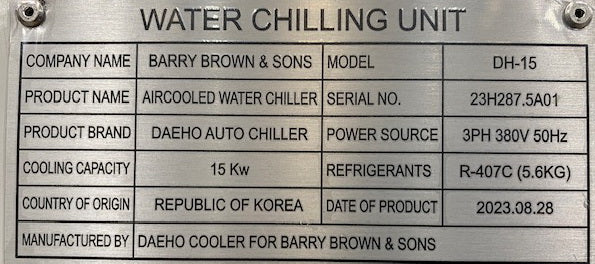 WATER CHILLING UNIT
COMPANY NAME BARRY BROWN & SONS MODEL DH-15
PRODUCT NAME AIRCOOLED WATER CHILLER SERIAL NO. 23H287.5A01
PRODUCT BRAND DAEHO AUTO CHILLER POWER SOURCE 3PH 380V 50Hz
COOLING CAPACITY 15 Kw REFRIGERANTS R-407C (5.6KG)
COUNTRY OF ORIGIN REPUBLIC OF KOREA DATE OF PRODUCT 2023.08.28
MANUFACTURED BY DAEHO COOLER FOR BARRY BROWN & SONS